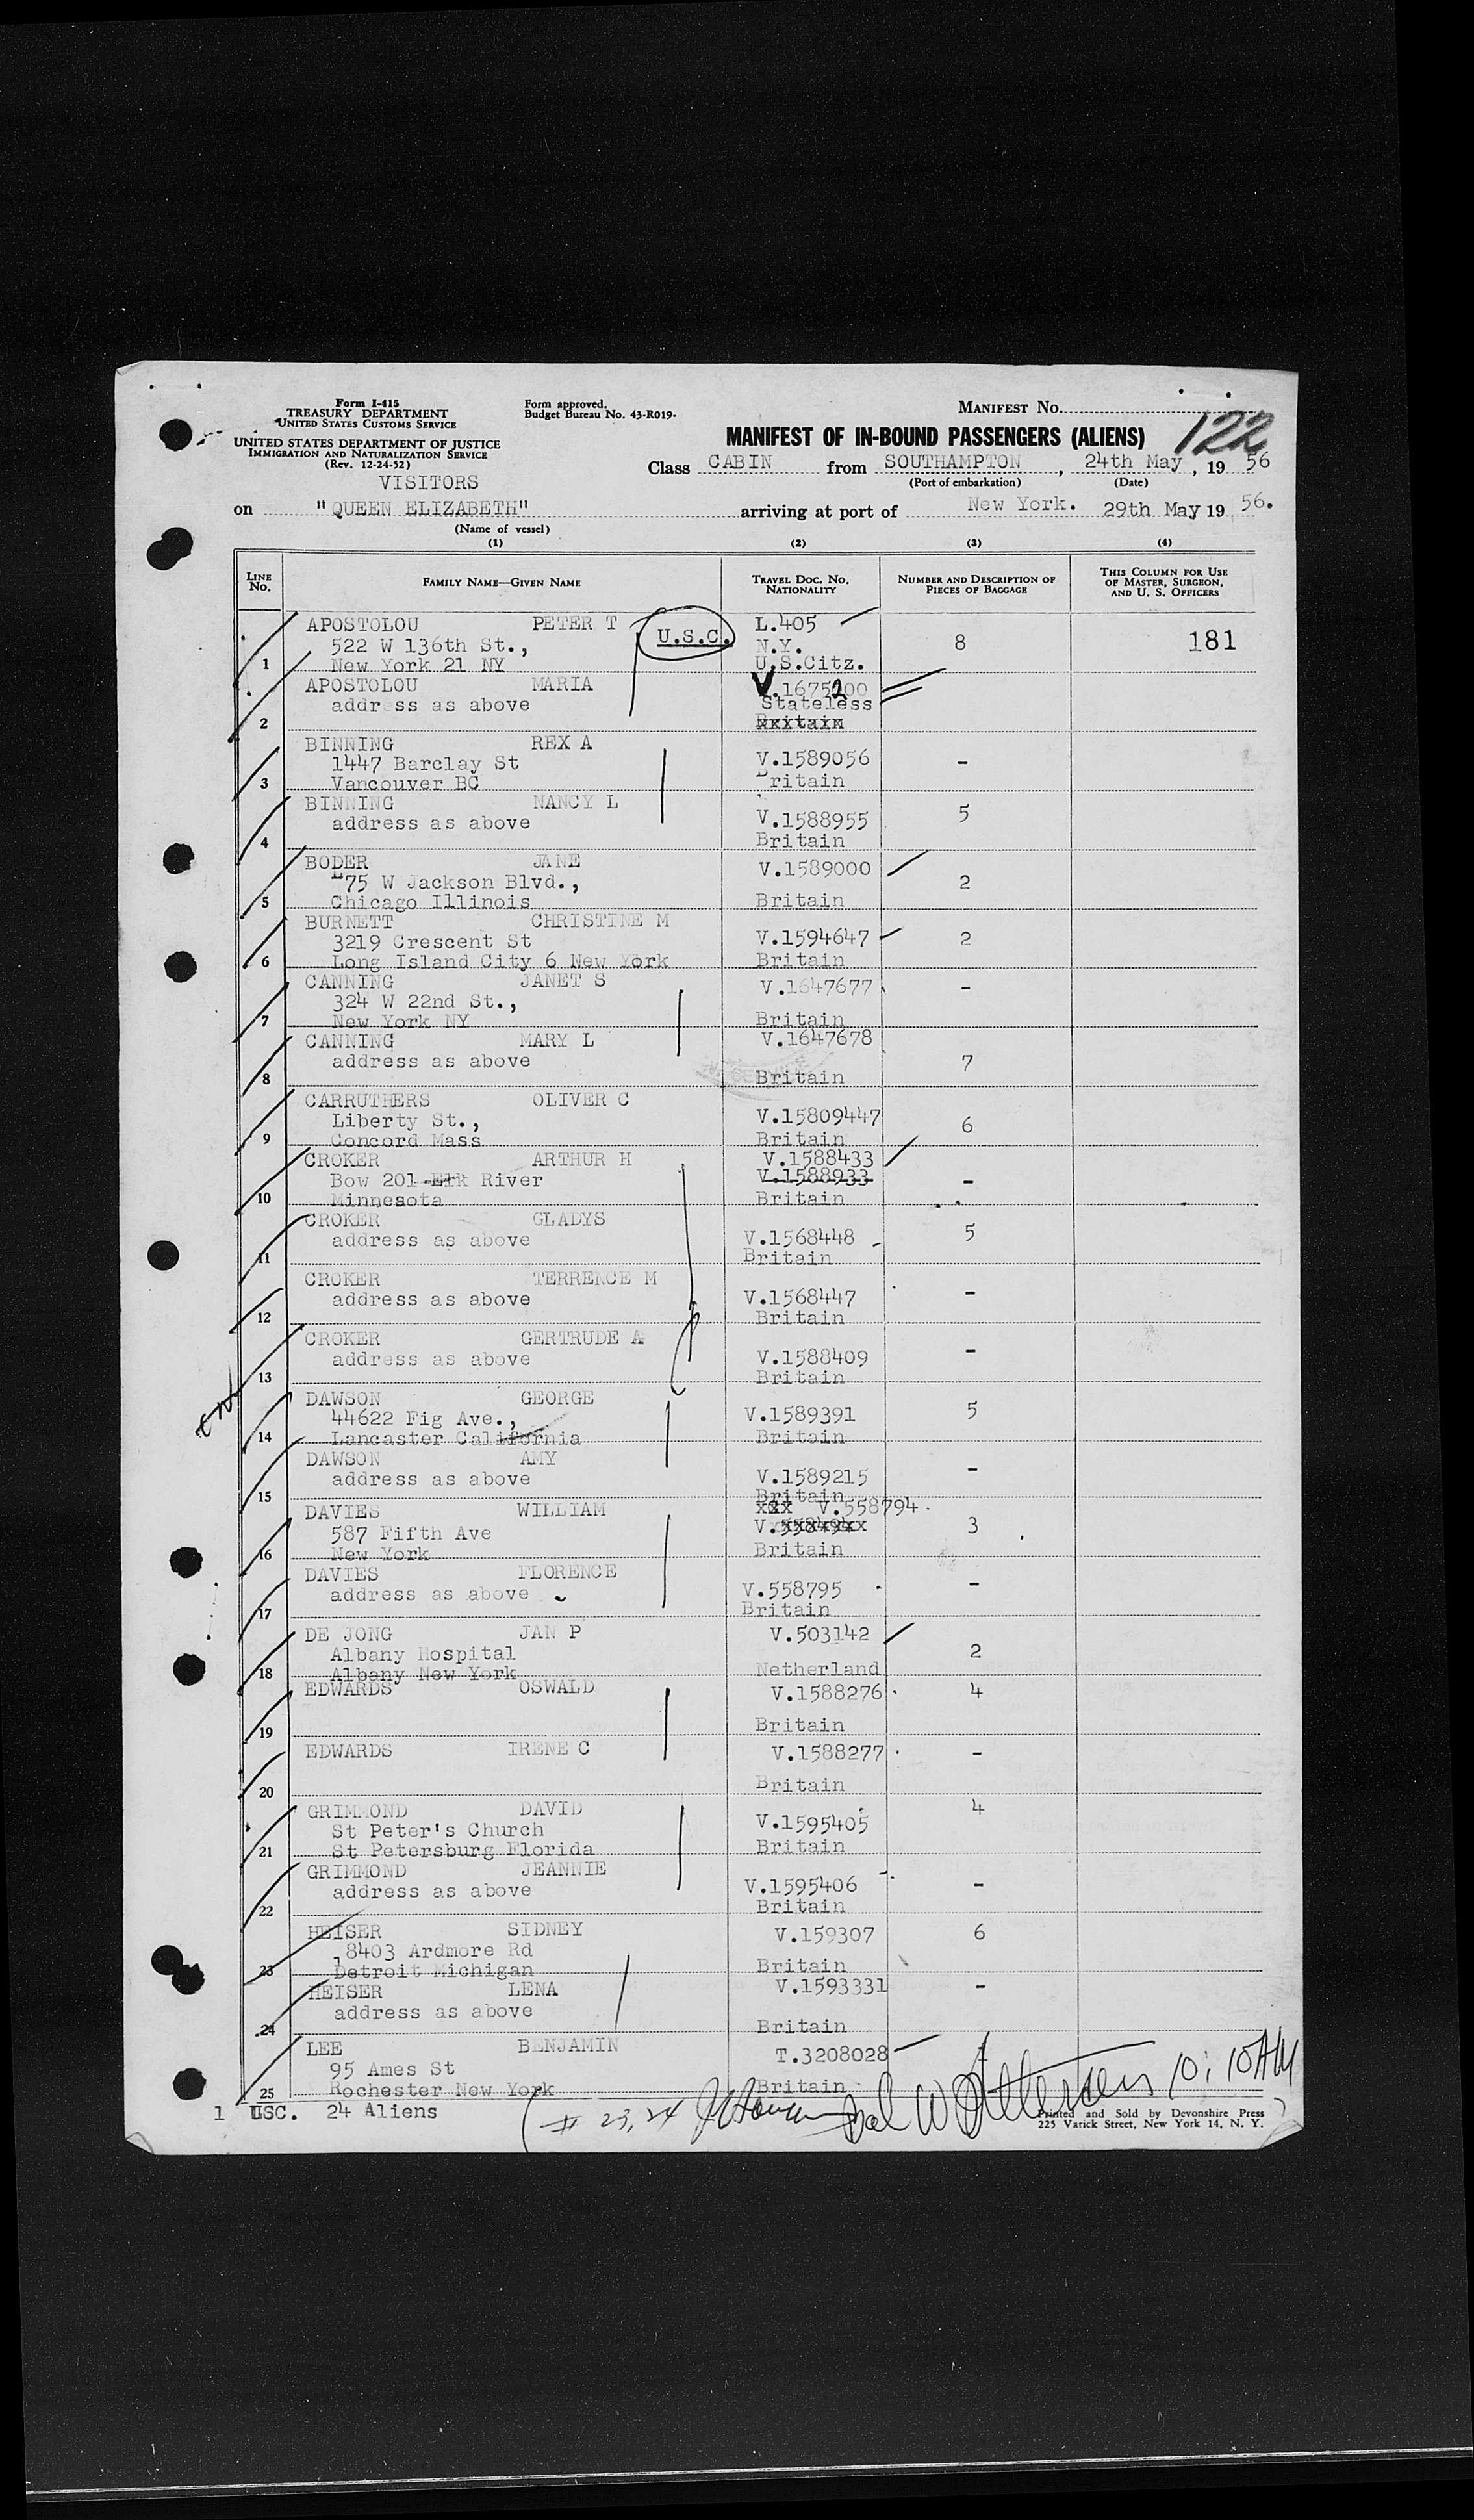 Form I-415
TREASURY DEPARTMENT
UNITED STATES CUSTOMS SERVICE
UNITED STATES DEPARTMENT OF JUSTICE
IMMIGRATION AND NATURALIZATION SERVICE
(Rev. 12-24-52)
VISITORS
Form approved.
Budget Bureau No. 43-R019-
MANIFEST No.
122
MANIFEST OF IN-BOUND PASSENGERS (ALIENS)
Class CABIN from SOUTHAMPTON , 24th May , 19 56
(Port of embarkation) (Date)
on "QUEEN ELIZABETH" arriving at port of New York. 29th May 19 56.
(Name of vessel)
(1) (2) (3) (4)
LINE No. FAMILY NAME—GIVEN NAME TRAVEL DOC. NO. NATIONALITY NUMBER AND DESCRIPTION OF PIECES OF BAGGAGE THIS COLUMN FOR USE OF MASTER, SURGEON, AND U. S. OFFICERS
APOSTOLOU PETER T U.S.C. L.405
522 W 136th St., N.Y. 8 181
1 New York 21 NY U.S.Citz.
APOSTOLOU MARIA V.1675200
address as above Stateless
2 Britain
BINNING REX A
1447 Barclay St V.1589056 -
3 Vancouver BC Britain
BINNING NANCY L
address as above V.1588955 5
4 Britain
BODER JANE V.1589000
175 W Jackson Blvd., 2
5 Chicago Illinois Britain
BURNETT CHRISTINE M
3219 Crescent St V.1594647 2
6 Long Island City 6 New York Britain
CANNING JANET S V.1647677 -
324 W 22nd St.,
7 New York NY Britain
CANNING MARY L V.1647678
address as above 7
8 Britain
CARRUTHERS OLIVER C
Liberty St., V.15809447 6
9 Concord Mass Britain
CROKER ARTHUR H V.1588433
Bow 201 Elk River V.1588933 -
10 Minnesota Britain
CROKER GLADYS
address as above V.1568448 5
11 Britain
CROKER TERRENCE M
address as above V.1568447 -
12 Britain
CROKER GERTRUDE A
address as above V.1588409 -
13 Britain
DAWSON GEORGE
44622 Fig Ave., V.1589391 5
14 Lancaster California Britain
DAWSON AMY
address as above V.1589215 -
15 Britain
DAVIES WILLIAM xxx V.558794
587 Fifth Ave V.558494xx 3
16 New York Britain
DAVIES FLORENCE
address as above V.558795 -
17 Britain
DE JONG JAN P V.503142
Albany Hospital 2
18 Albany New York Netherland
EDWARDS OSWALD V.1588276 4
19 Britain
EDWARDS IRENE C V.1588277 -
20 Britain
GRIMMOND DAVID 4
St Peter's Church V.1595405
21 St Petersburg Florida Britain
GRIMMOND JEANNIE
address as above V.1595406 -
22 Britain
HEISER SIDNEY V.159307 6
18403 Ardmore Rd
23 Detroit Michigan Britain
HEISER LENA V.1593331 -
address as above
24 Britain
LEE BENJAMIN T.3208028
95 Ames St
25 Rochester New York Britain
1 USC. 24 Aliens
# 23, 24
10:10AM
Printed and Sold by Devonshire Press
225 Varick Street, New York 14, N. Y.